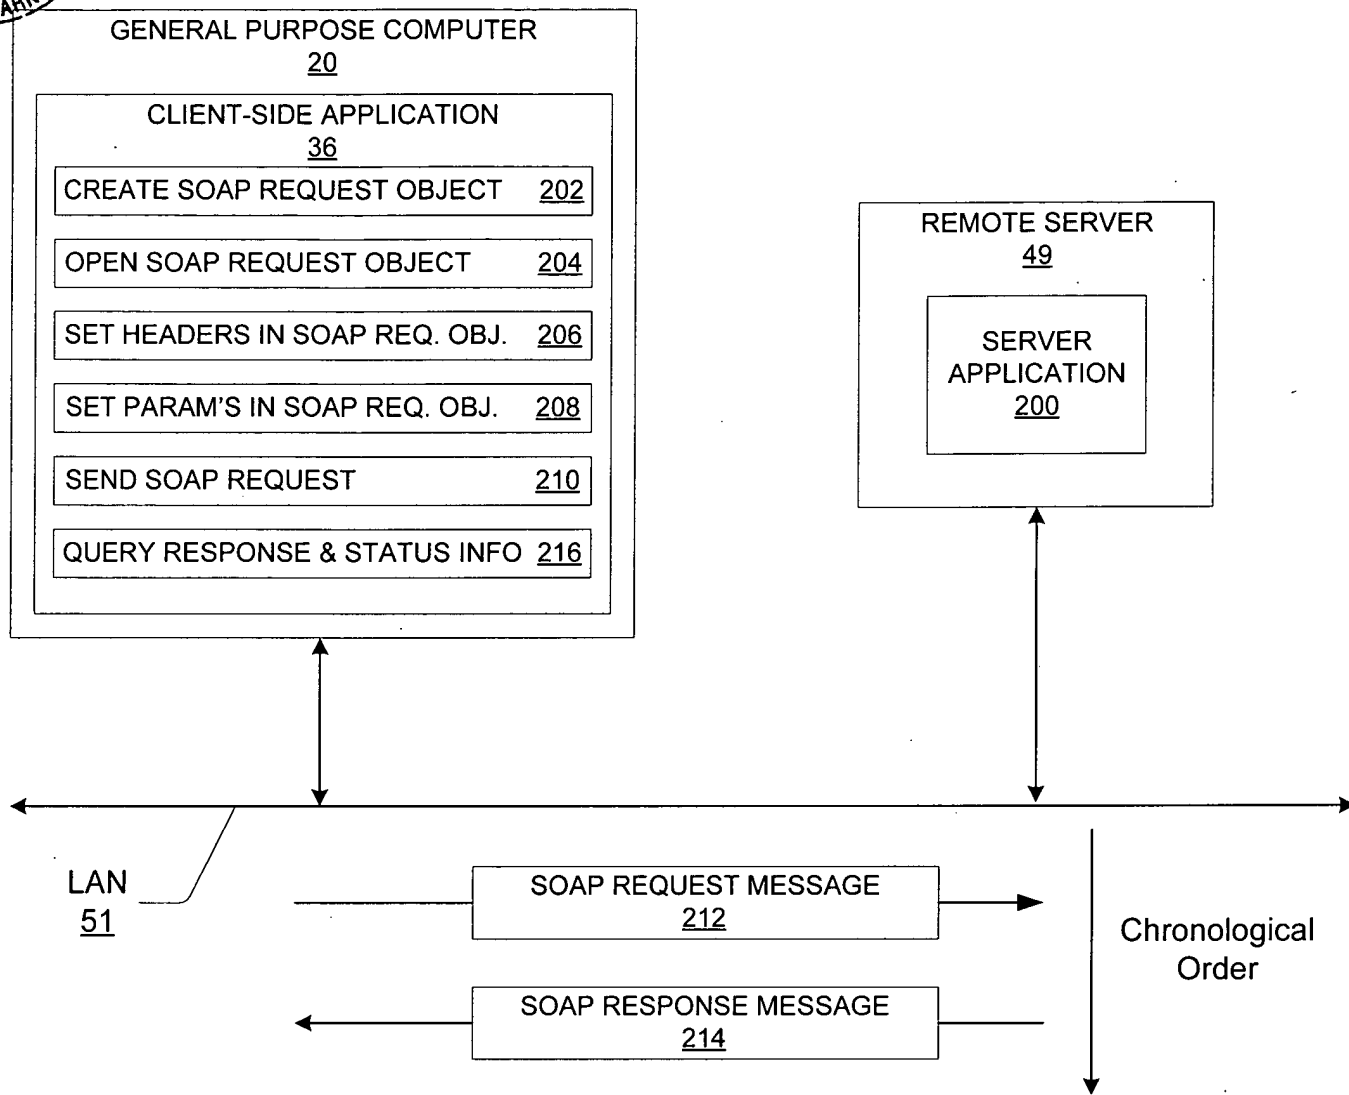 GENERAL PURPOSE COMPUTER
20
CLIENT-SIDE APPLICATION
36
CREATE SOAP REQUEST OBJECT 202
OPEN SOAP REQUEST OBJECT 204
SET HEADERS IN SOAP REQ. OBJ. 206
SET PARAM'S IN SOAP REQ. OBJ. 208
SEND SOAP REQUEST 210
QUERY RESPONSE & STATUS INFO 216
REMOTE SERVER
49
SERVER
APPLICATION
200
LAN
51
SOAP REQUEST MESSAGE
212
SOAP RESPONSE MESSAGE
214
Chronological
Order